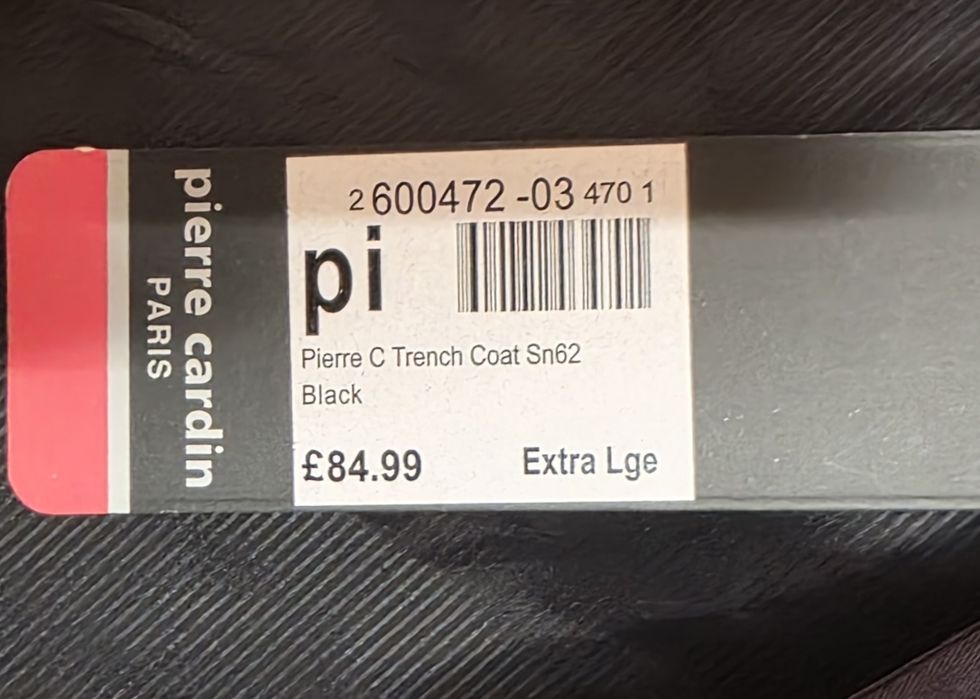 pierre cardin
PARIS
2 600472 -03 470 1
pi
Pierre C Trench Coat Sn62
Black
£84.99 Extra Lge